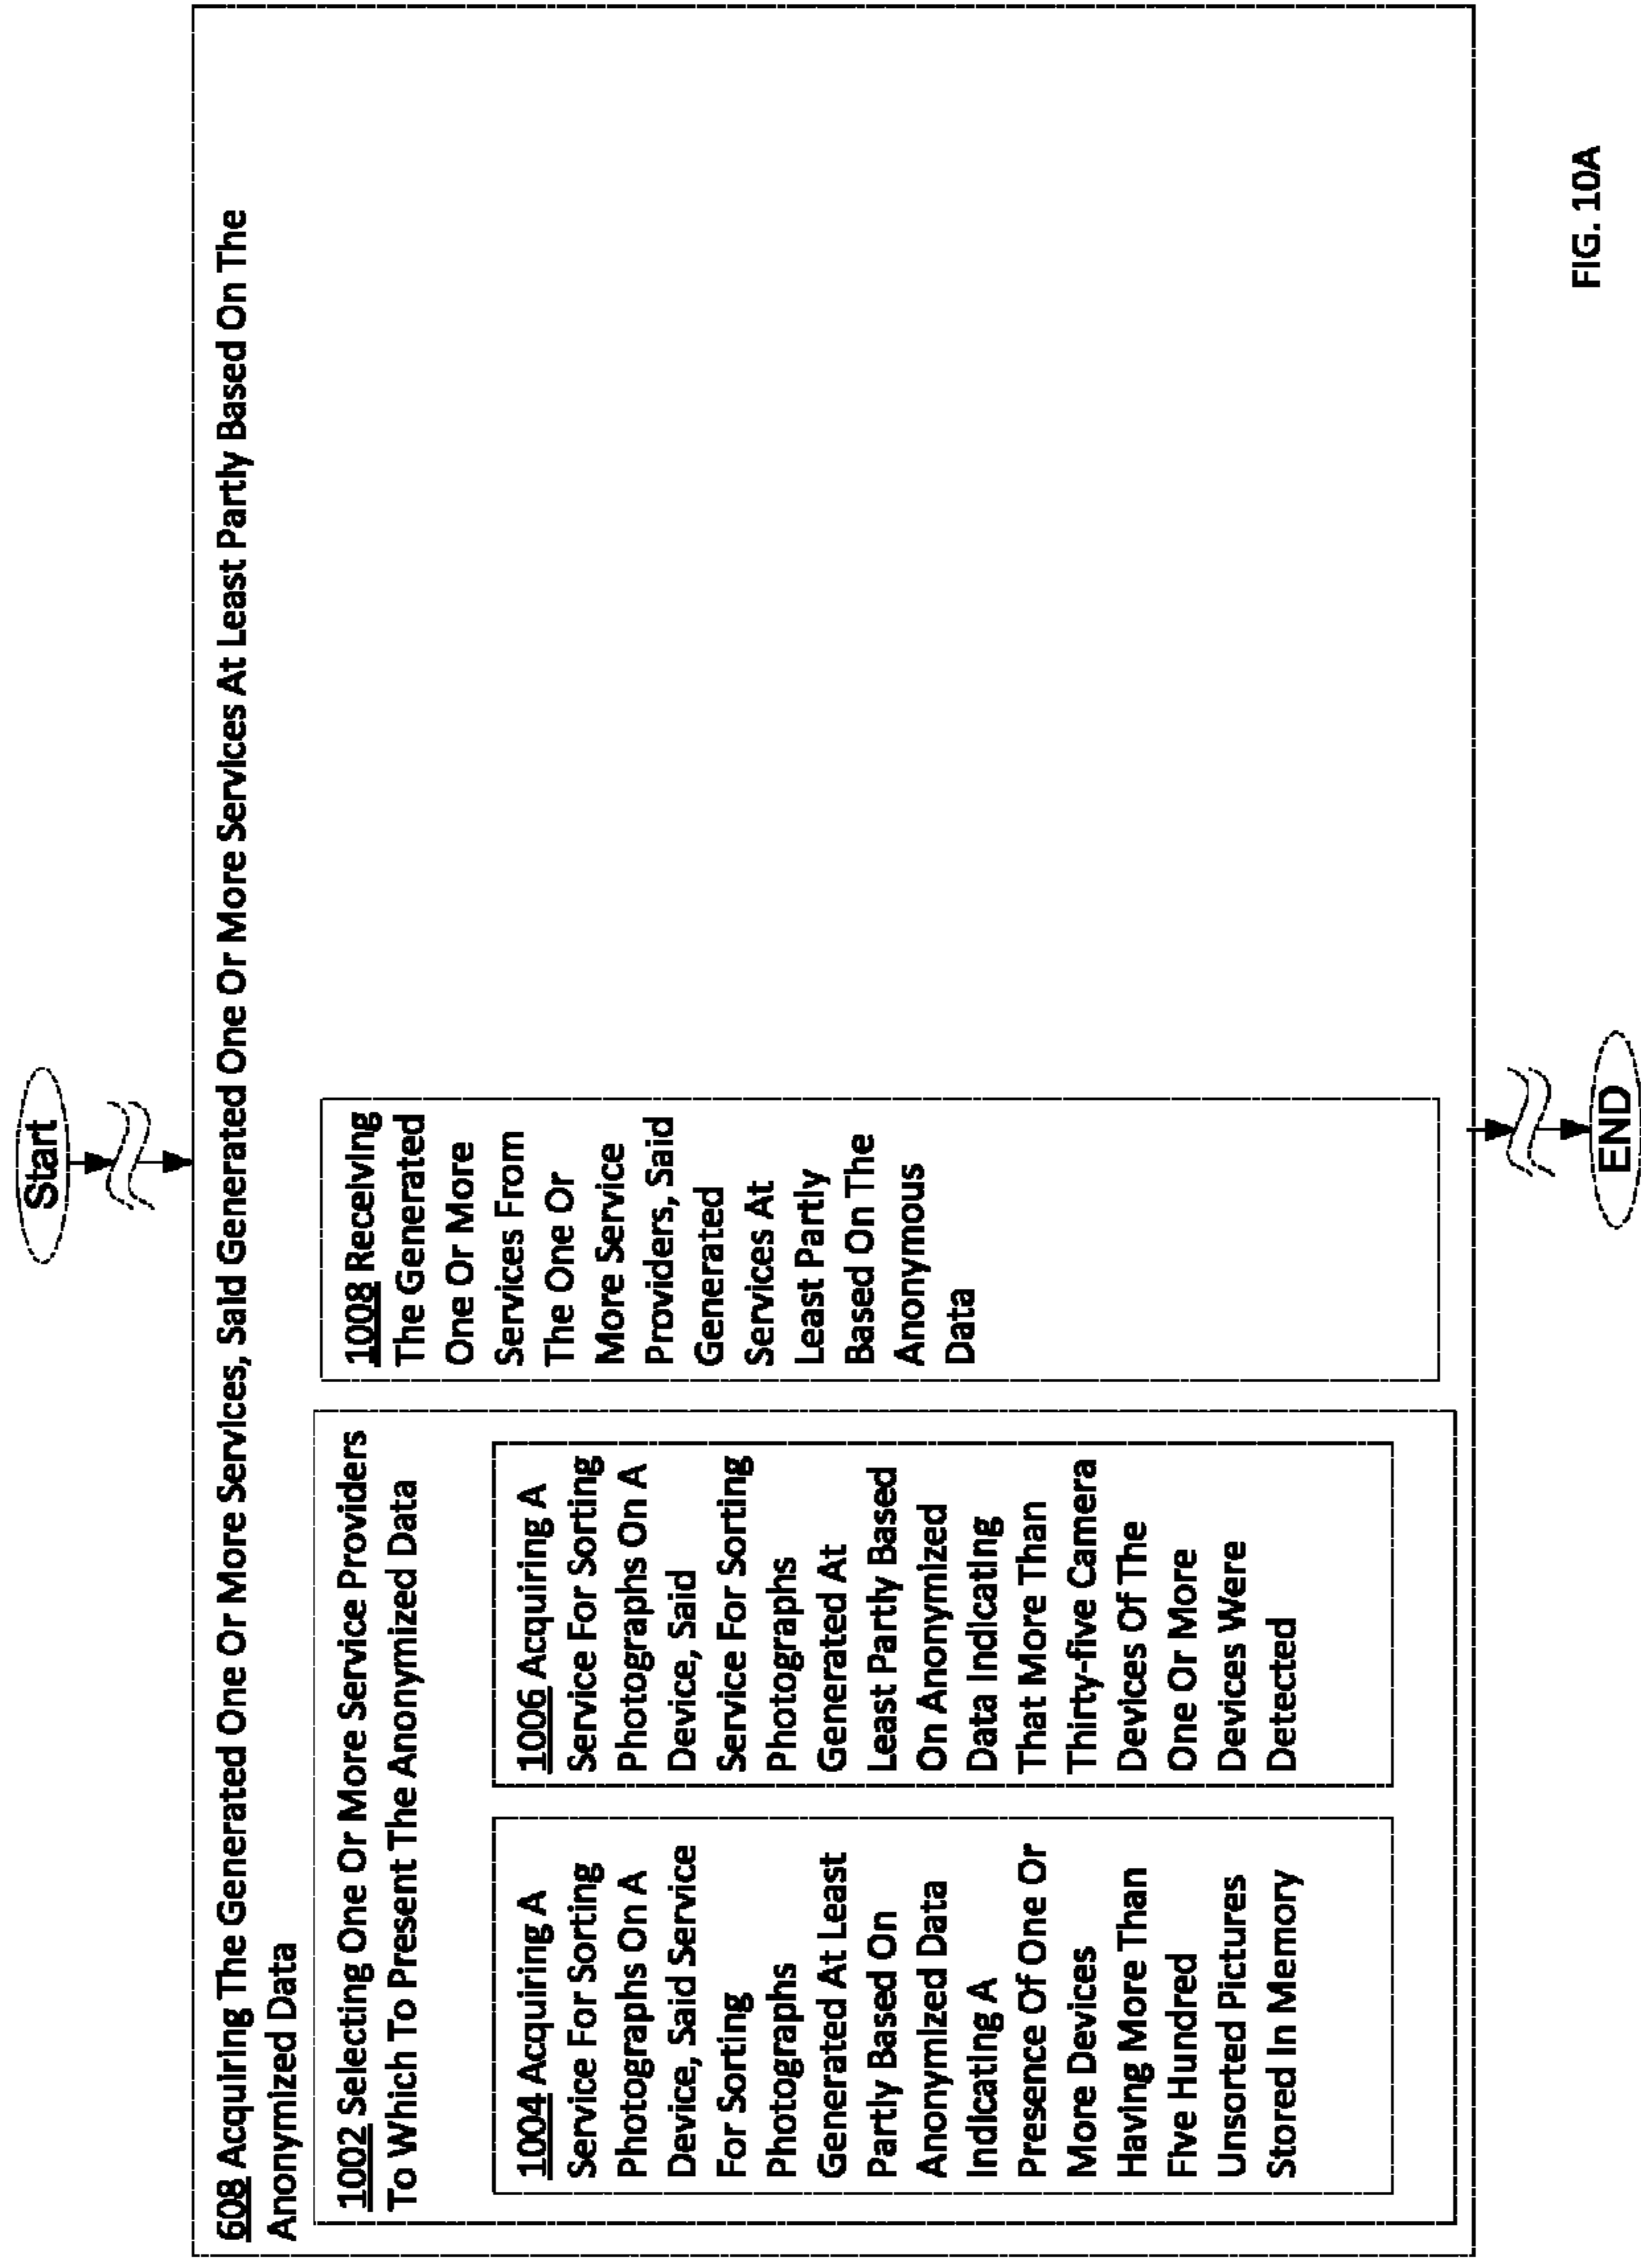 Start
608 Acquiring The Generated One Or More Services, Said Generated One Or More Services At Least Partly Based On The
Anonymized Data
1002 Selecting One Or More Service Providers
To Which To Present The Anonymized Data
1004 Acquiring A
Service For Sorting
Photographs On A
Device, Said Service
For Sorting
Photographs
Generated At Least
Partly Based On
Anonymized Data
Indicating A
Presence Of One Or
More Devices
Having More Than
Five Hundred
Unsorted Pictures
Stored In Memory
1006 Acquiring A
Service For Sorting
Photographs On A
Device, Said
Service For Sorting
Photographs
Generated At
Least Partly Based
On Anonymized
Data Indicating
That More Than
Thirty-five Camera
Devices Of The
One Or More
Devices Were
Detected
1008 Receiving
The Generated
One Or More
Services From
The One Or
More Service
Providers, Said
Generated
Services At
Least Partly
Based On The
Anonymous
Data
END
FIG. 10A